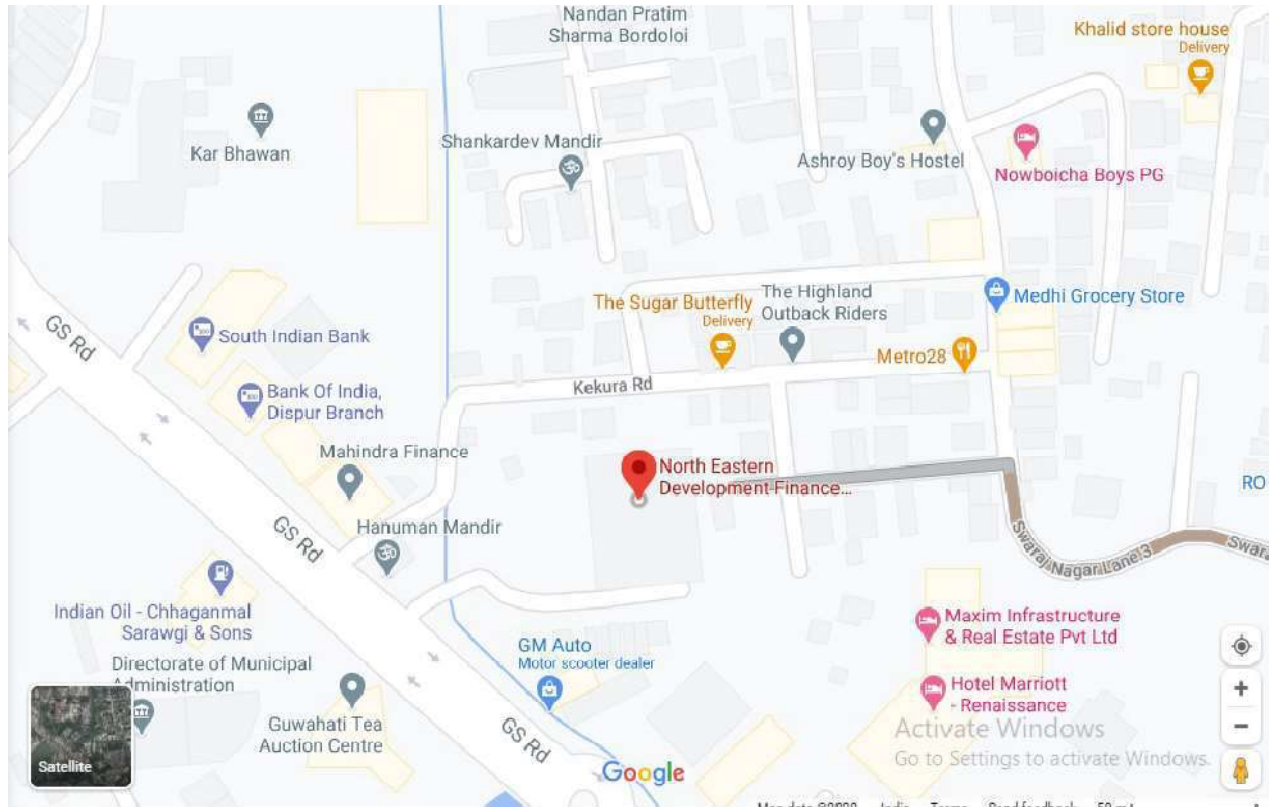 Nandan Pratim
Sharma Bordoloi
Khalid store house
Delivery
Kar Bhawan
Shankardev Mandir
Ashroy Boy's Hostel
Nowboicha Boys PG
GS Rd
South Indian Bank
The Sugar Butterfly
Delivery
The Highland
Outback Riders
Medhi Grocery Store
Metro28
Kekura Rd
Bank Of India,
Dispur Branch
Mahindra Finance
North Eastern
Development Finance...
RO
GS Rd
Hanuman Mandir
Swaraj Nagar Lane 3
Indian Oil - Chhaganmal
Sarawgi & Sons
Maxim Infrastructure
& Real Estate Pvt Ltd
GM Auto
Motor scooter dealer
Directorate of Municipal
Administration
Hotel Marriott
- Renaissance
Guwahati Tea
Auction Centre
GS Rd
Activate Windows
Go to Settings to activate Windows.
Satellite
Google